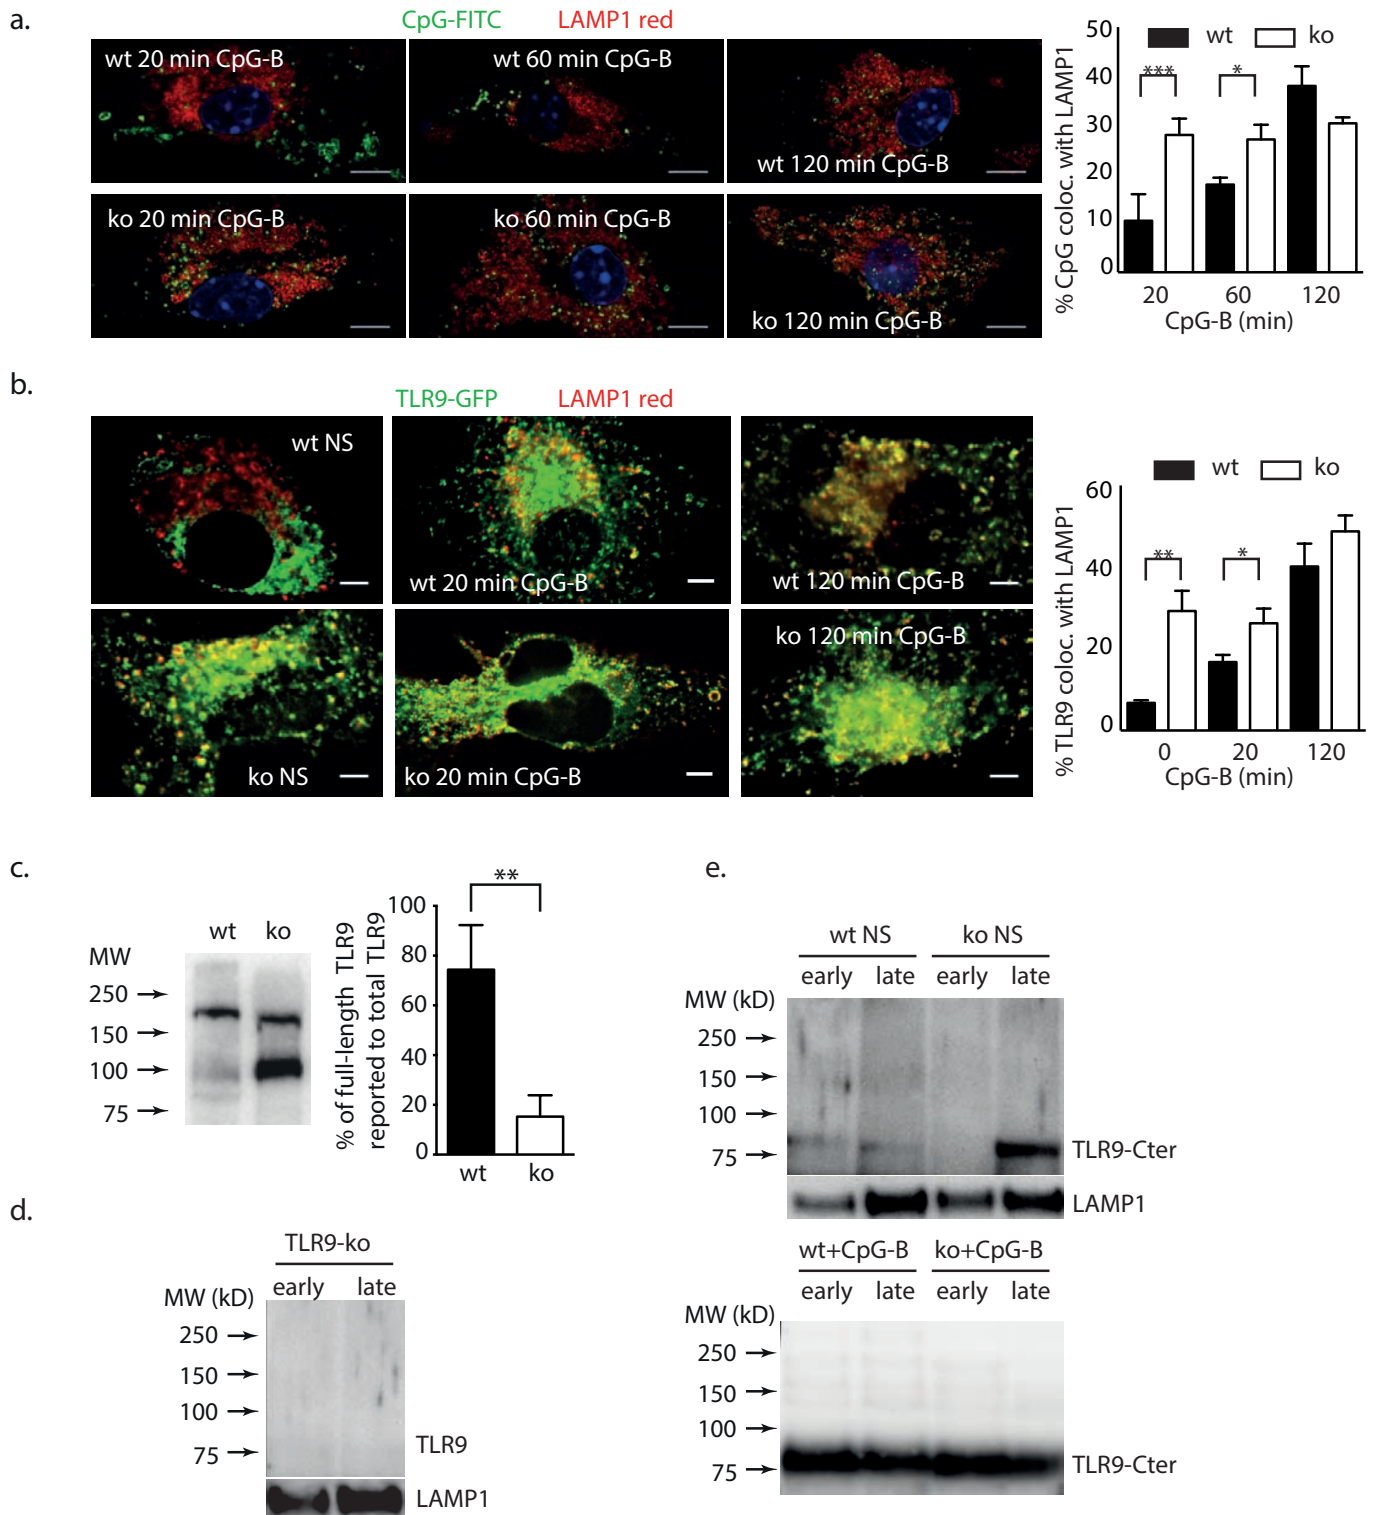 a.
CpG-FITC LAMP1 red
wt 20 min CpG-B
wt 60 min CpG-B
wt 120 min CpG-B
ko 20 min CpG-B
ko 60 min CpG-B
ko 120 min CpG-B
% CpG coloc. with LAMP1
50
40
30
20
10
0
wt ko
***
*
20 60 120
CpG-B (min)
b.
TLR9-GFP LAMP1 red
wt NS
wt 20 min CpG-B
wt 120 min CpG-B
ko NS
ko 20 min CpG-B
ko 120 min CpG-B
% TLR9 coloc. with LAMP1
wt ko
60
40
20
0
**
*
0 20 120
CpG-B (min)
c.
wt ko
MW
250
150
100
75
% of full-length TLR9
reported to total TLR9
100
80
60
40
20
0
**
wt ko
d.
TLR9-ko
early late
MW (kD)
250
150
100
75
TLR9
LAMP1
e.
wt NS ko NS
early late early late
MW (kD)
250
150
100
75
TLR9-Cter
LAMP1
wt+CpG-B ko+CpG-B
early late early late
MW (kD)
250
150
100
75
TLR9-Cter